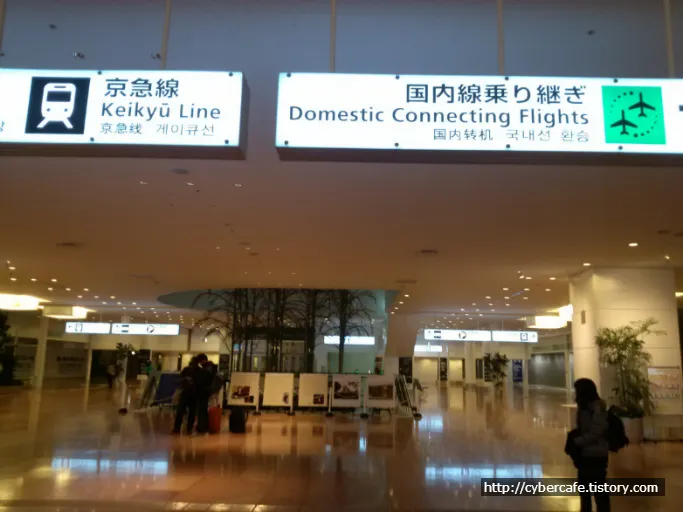 京急線
Keikyū Line
京急线 게이큐선
国内線乗り継ぎ
Domestic Connecting Flights
国内转机 국내선 환승
http://cybercafe.tistory.com